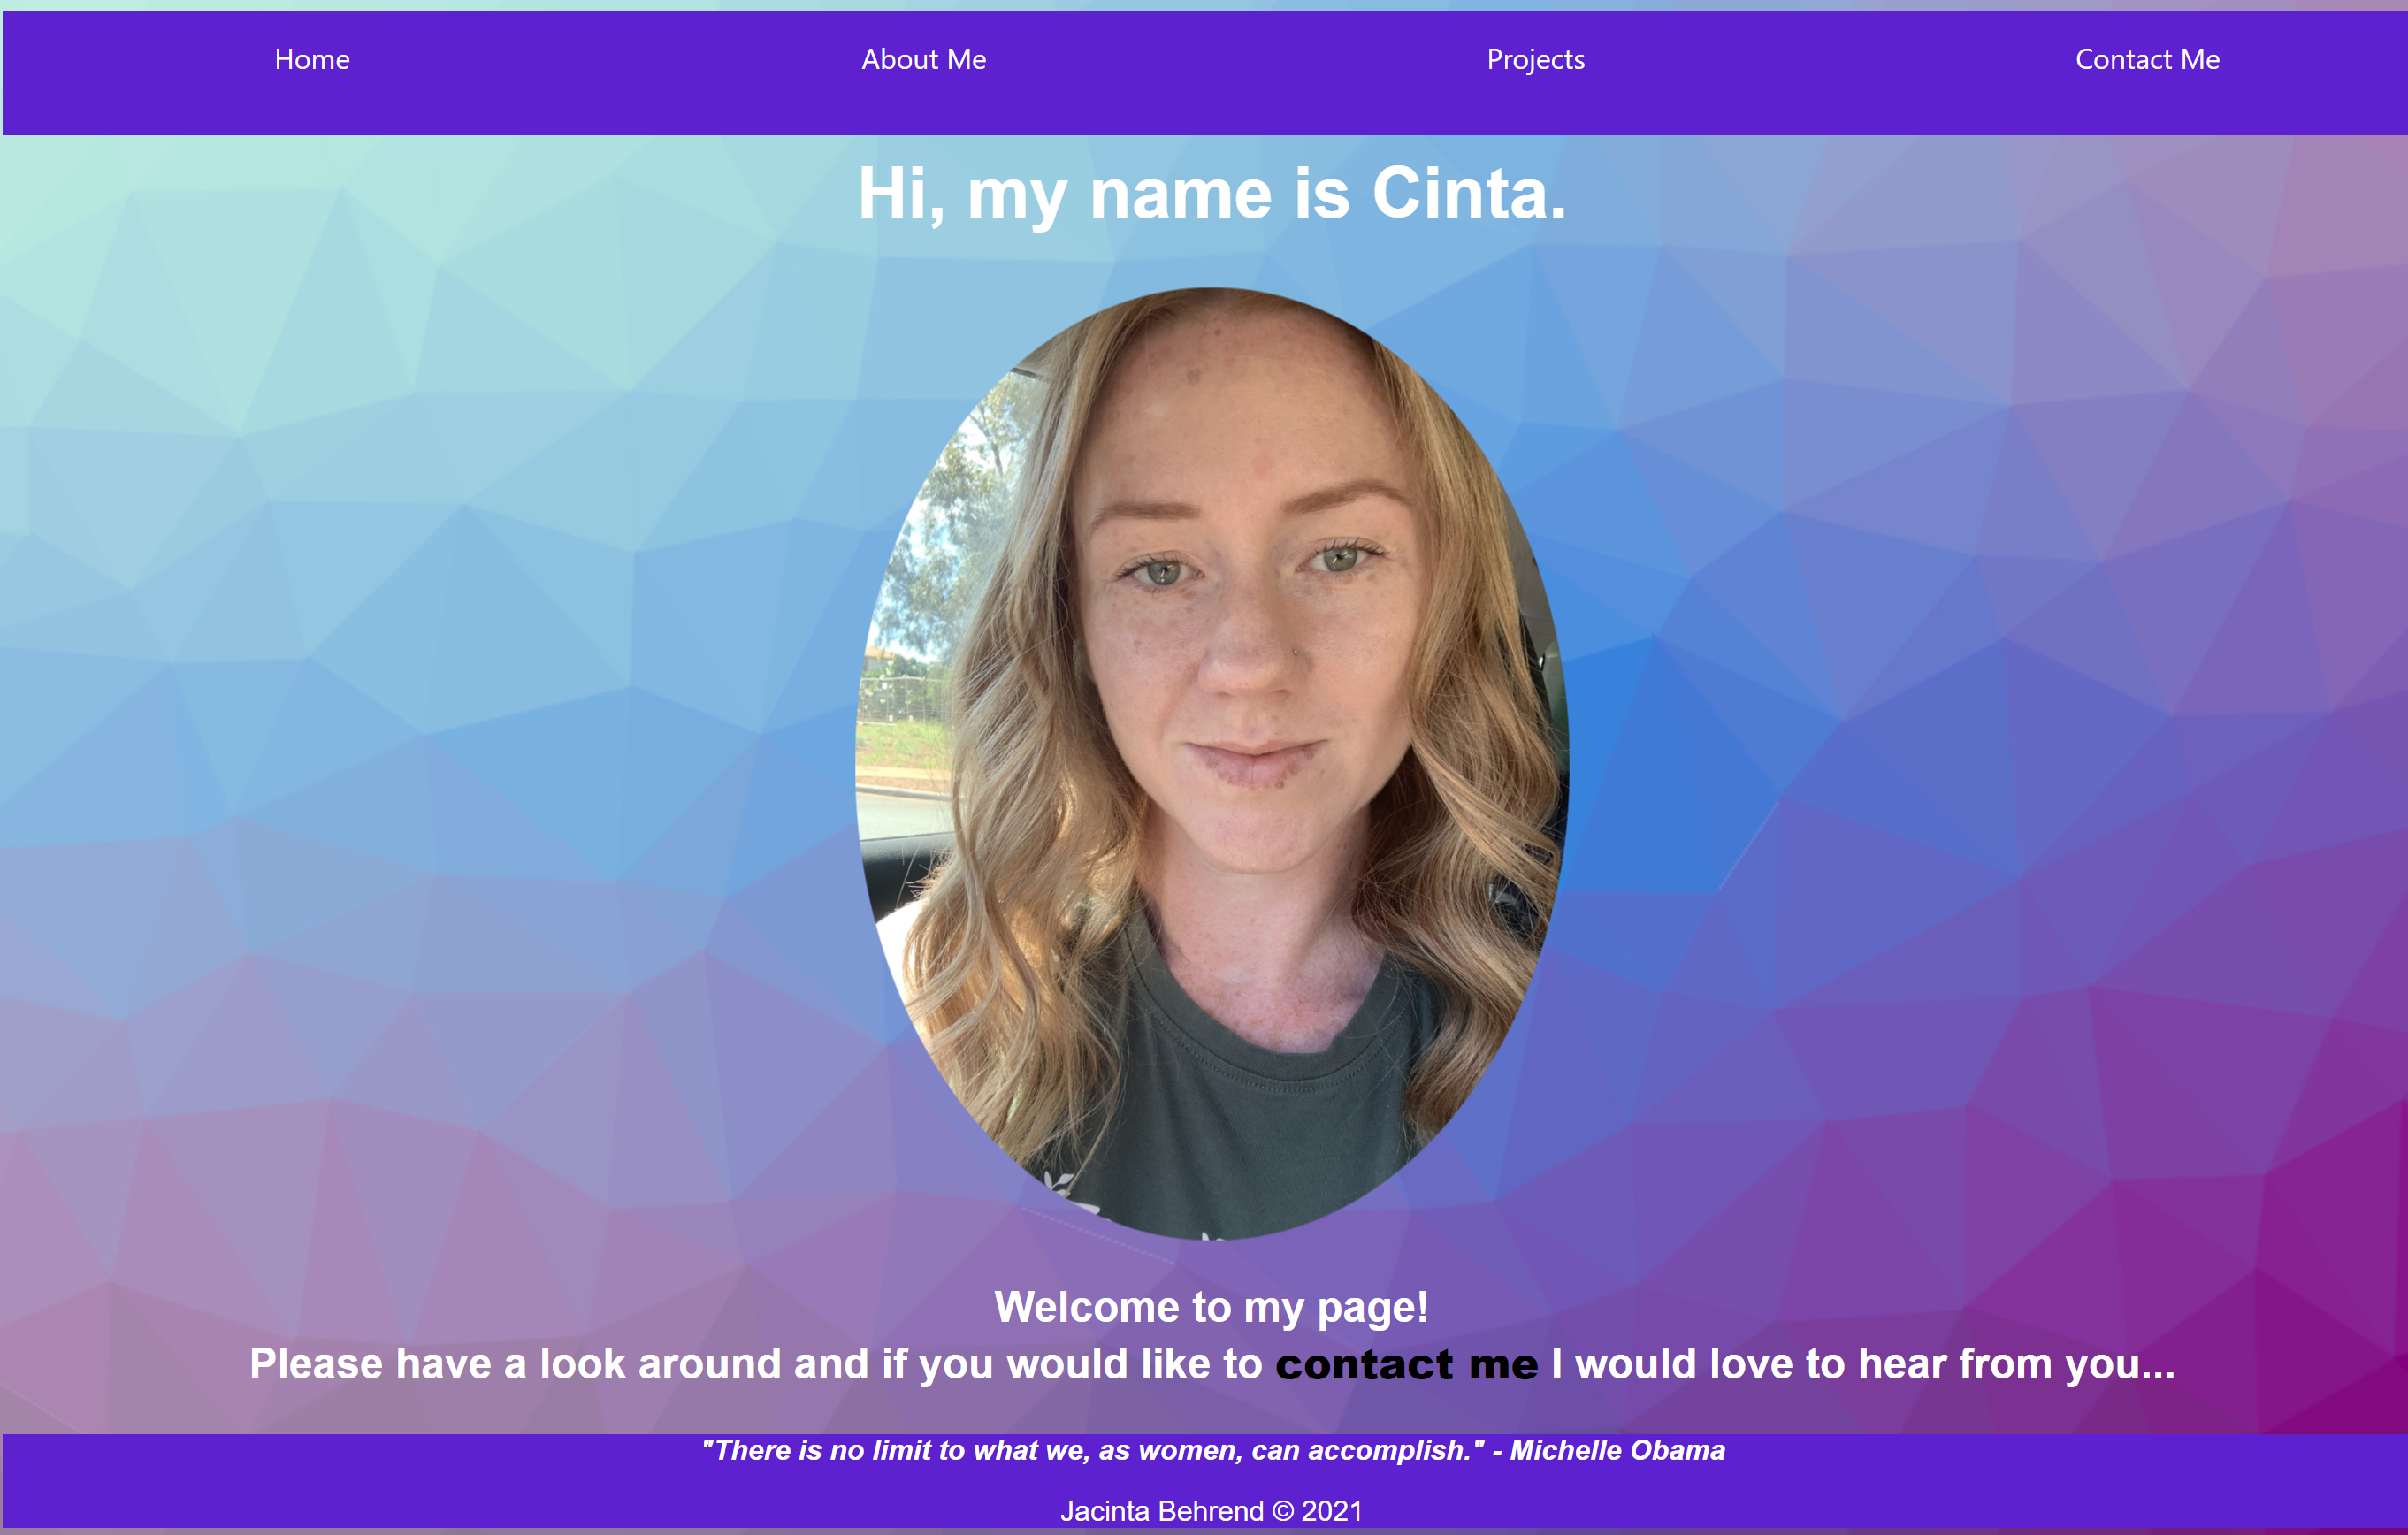 Home About Me Projects Contact Me
Hi, my name is Cinta.
Welcome to my page!
Please have a look around and if you would like to contact me I would love to hear from you...
"There is no limit to what we, as women, can accomplish." - Michelle Obama
Jacinta Behrend © 2021